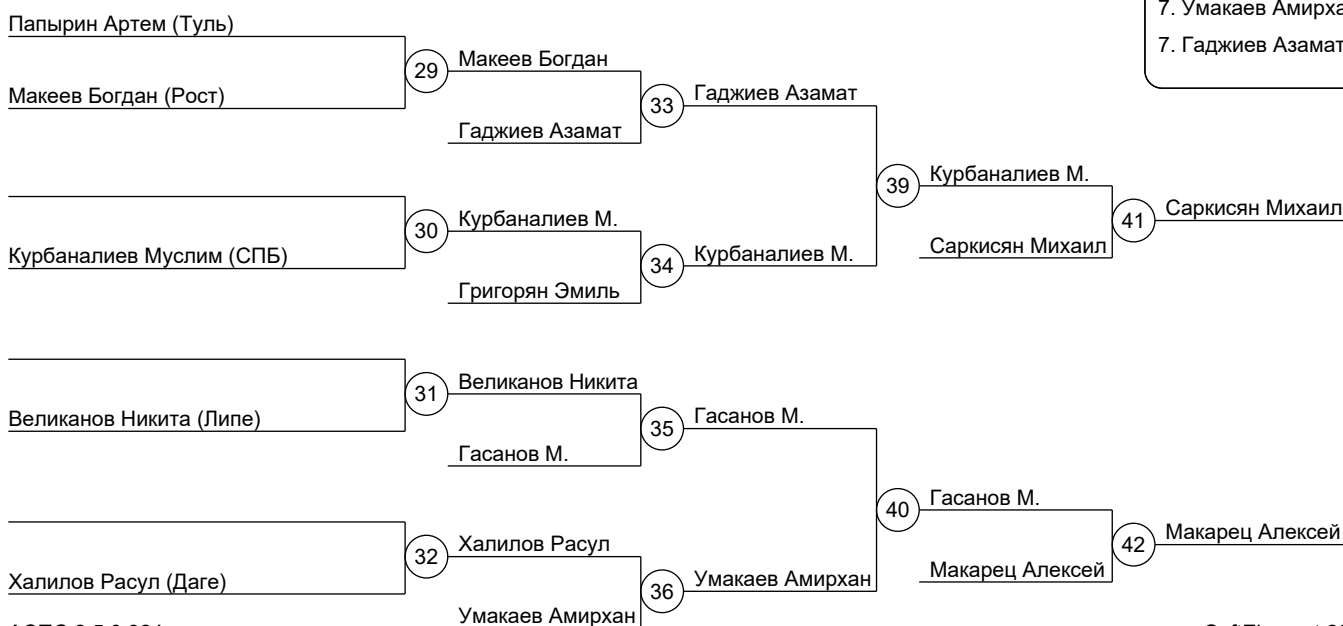 7. Умакаев
7. Гаджиев Азамат
Папырин Артем (Туль)
29
Макеев Богдан
Макеев Богдан (Рост)
33
Гаджиев Азамат
Гаджиев Азамат
39
Курбаналиев М.
41
Саркисян Михаил
30
Курбаналиев М.
Курбаналиев Муслим (СПБ)
34
Курбаналиев М.
Саркисян Михаил
Григорян Эмиль
31
Великанов Никита
Великанов Никита (Липе)
35
Гасанов М.
Гасанов М.
40
Гасанов М.
42
Макарец Алексей
32
Халилов Расул
Халилов Расул (Даге)
36
Умакаев Амирхан
Макарец Алексей
Умакаев Амирхан